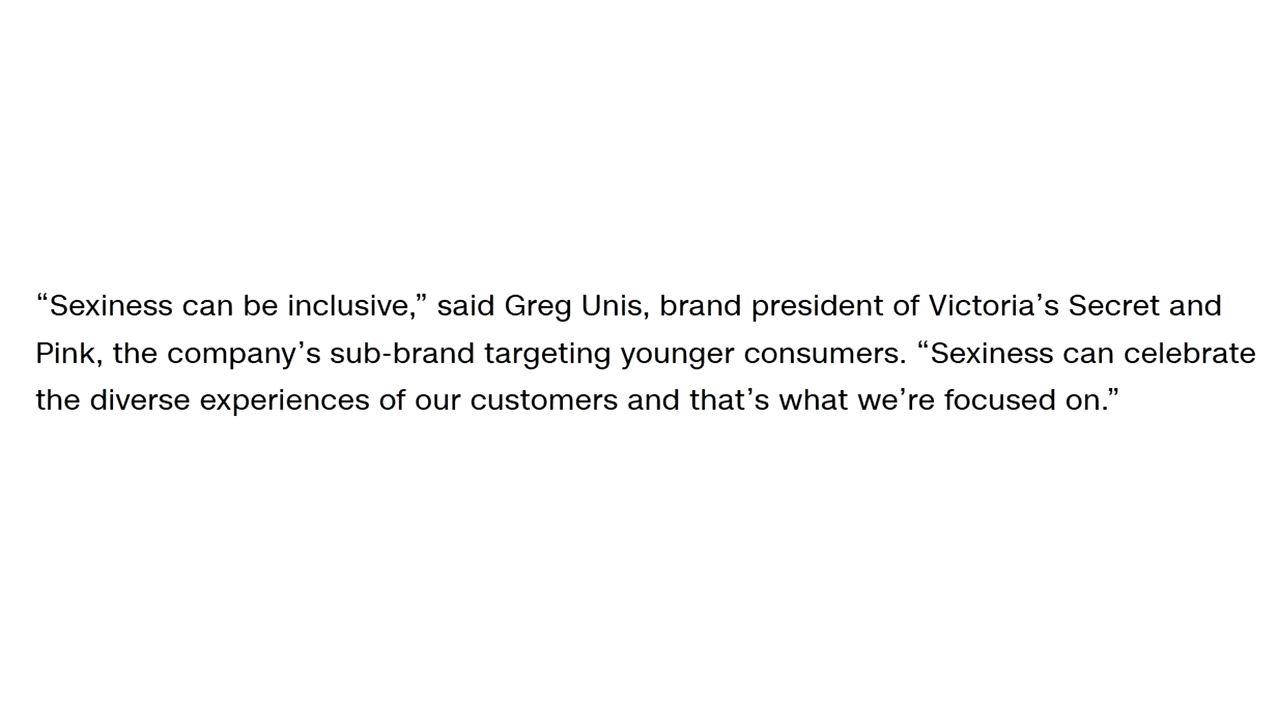 “Sexiness can be inclusive,” said Greg Unis, brand president of Victoria’s Secret and
Pink, the company’s sub-brand targeting younger consumers. “Sexiness can celebrate
the diverse experiences of our customers and that’s what we’re focused on.”